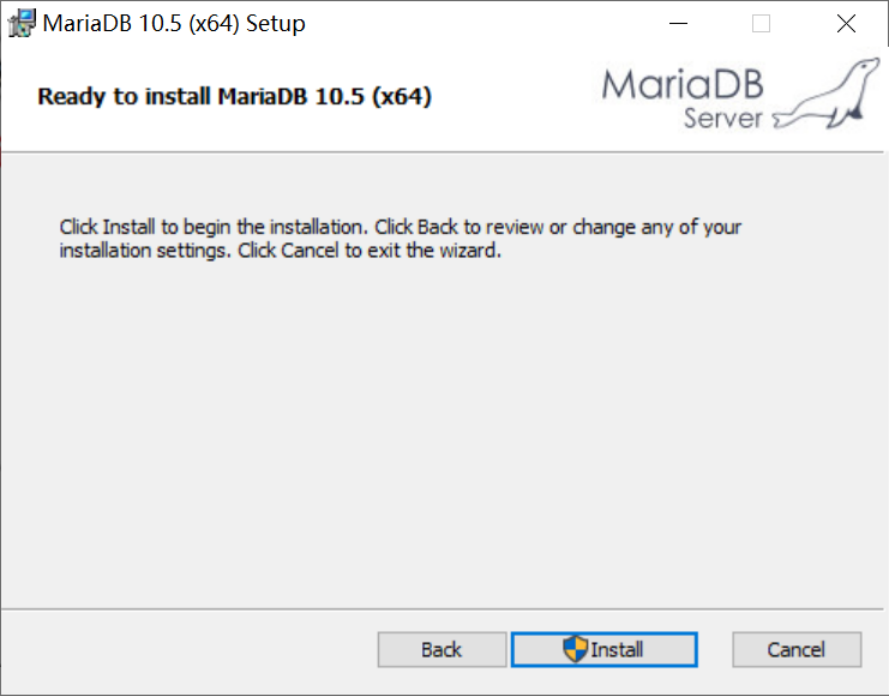 MariaDB 10.5 (x64) Setup
Ready to install MariaDB 10.5 (x64)
MariaDB
Server
Click Install to begin the installation. Click Back to review or change any of your
installation settings. Click Cancel to exit the wizard.
Back
Install
Cancel